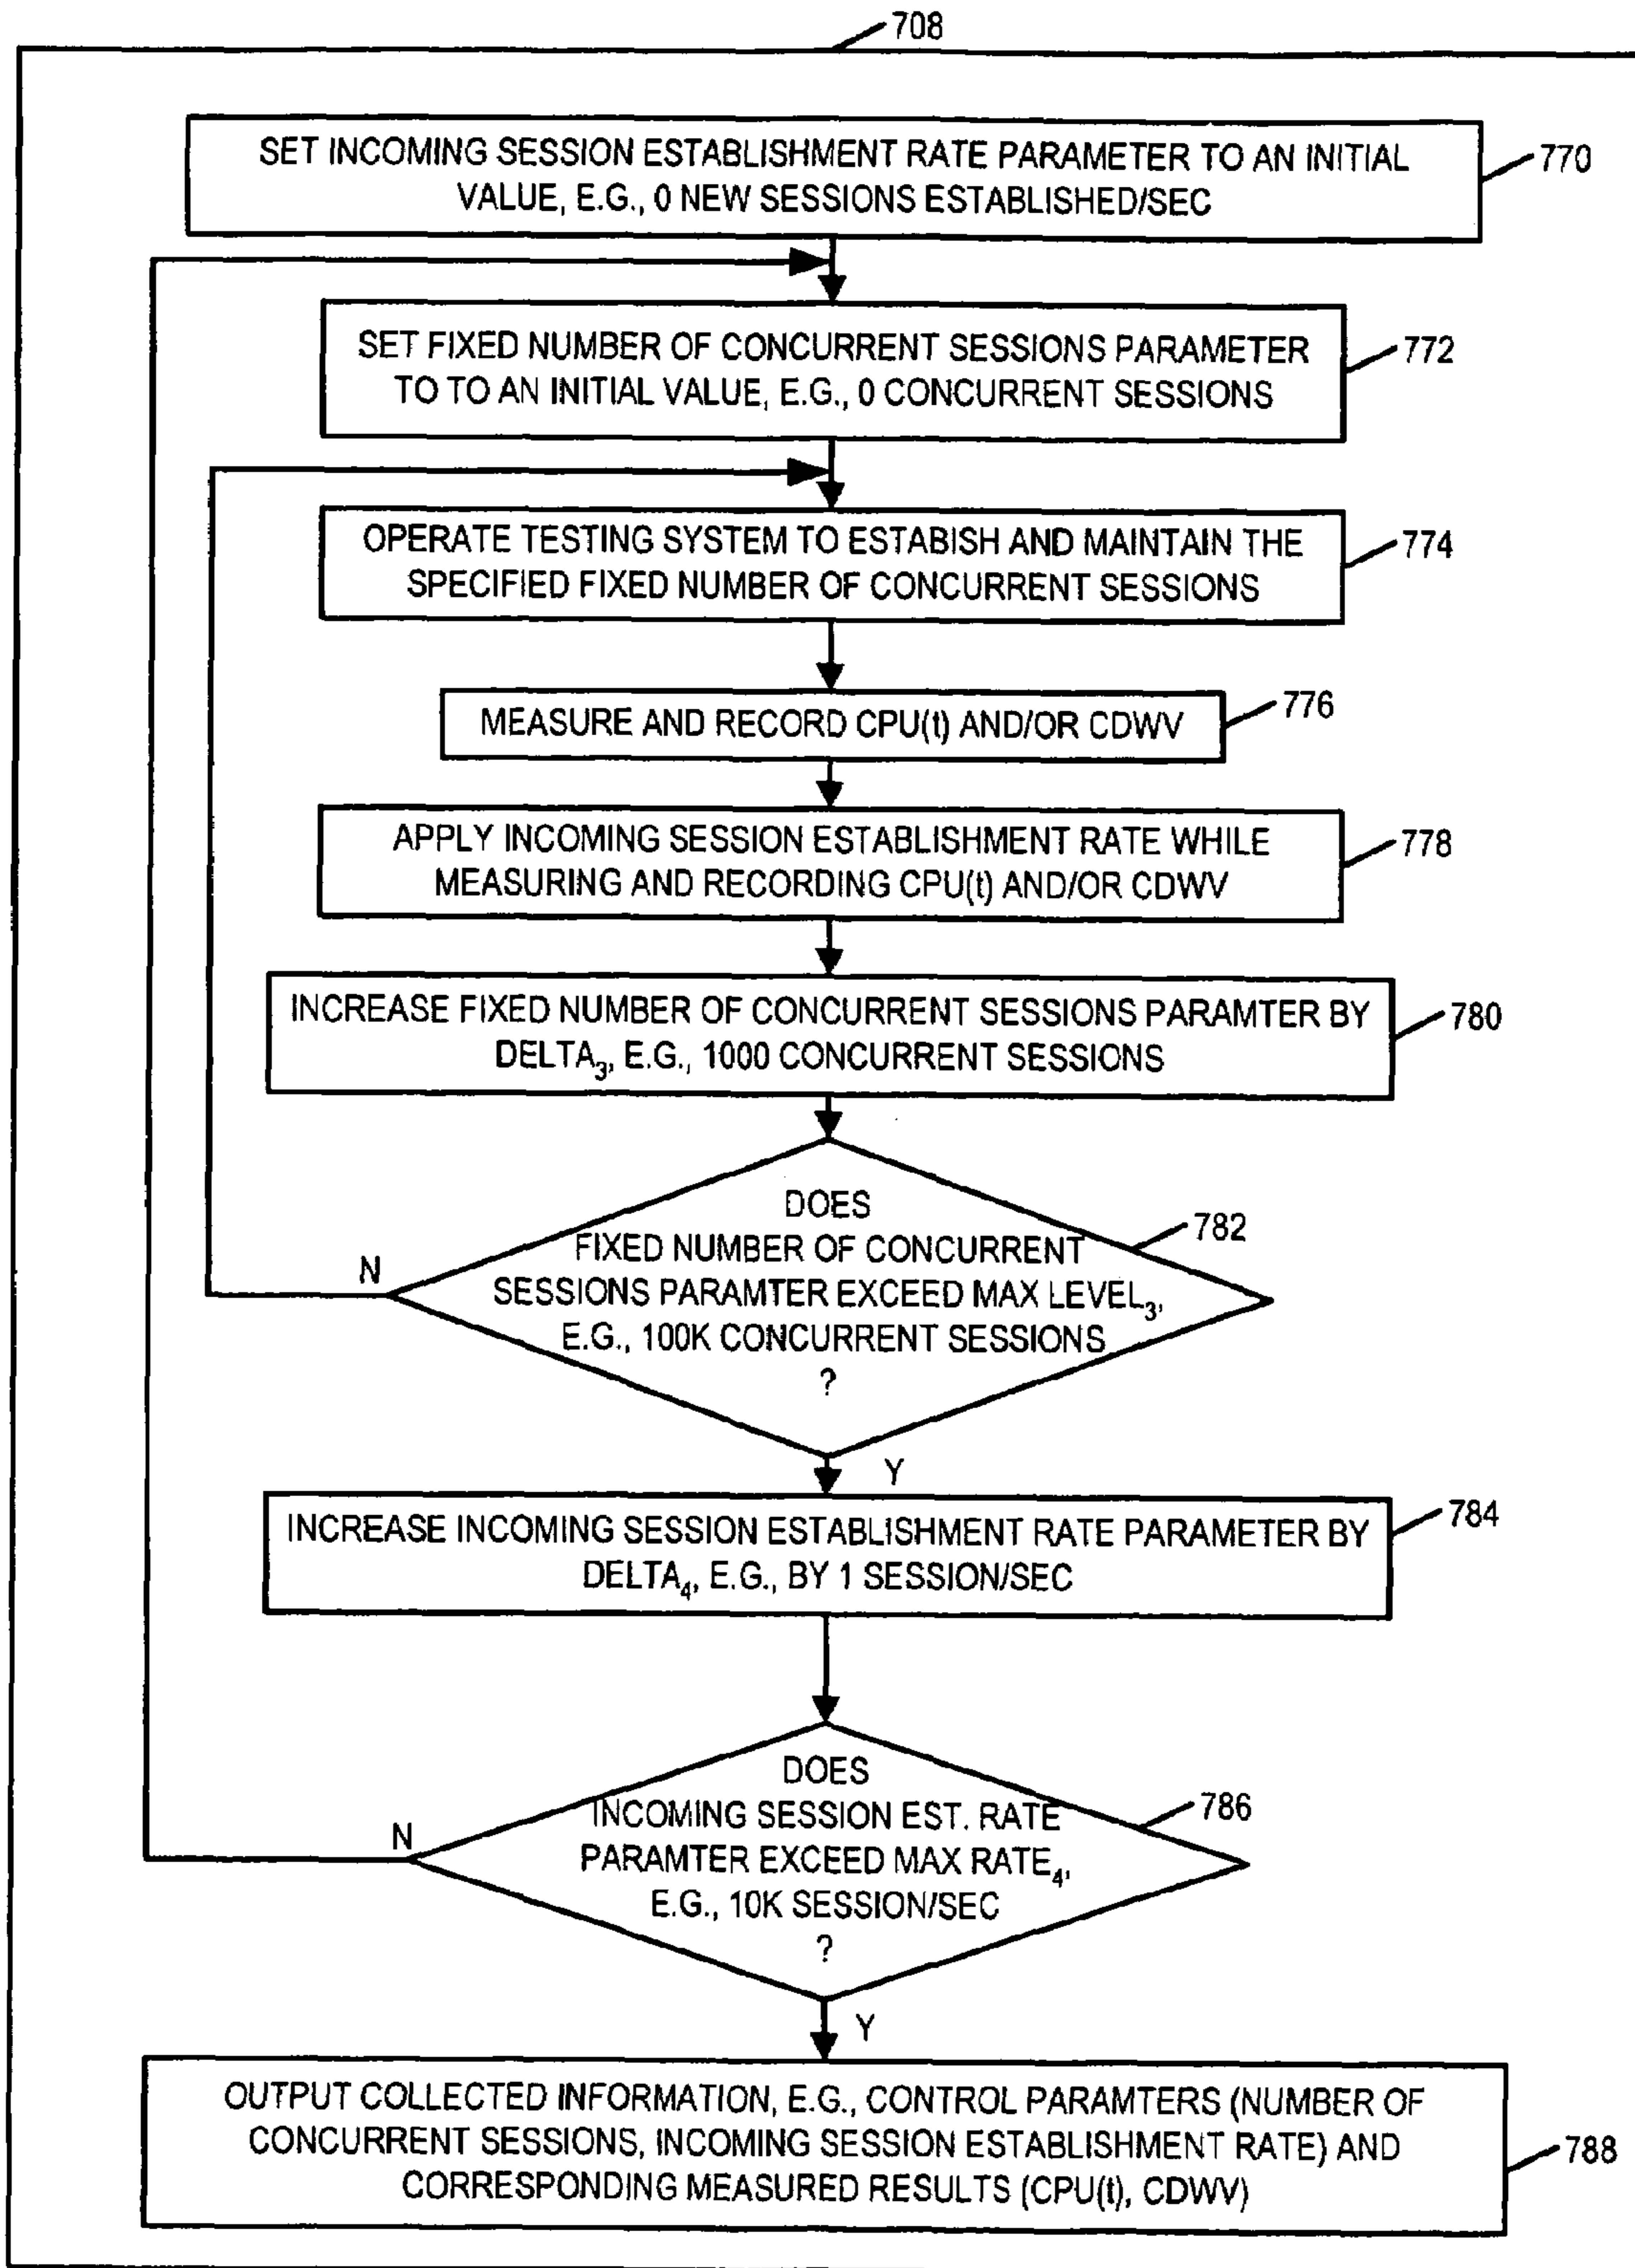 708
SET INCOMING SESSION ESTABLISHMENT RATE PARAMETER TO AN INITIAL
VALUE, E.G., 0 NEW SESSIONS ESTABLISHED/SEC
770
SET FIXED NUMBER OF CONCURRENT SESSIONS PARAMETER
TO TO AN INITIAL VALUE, E.G., 0 CONCURRENT SESSIONS
772
OPERATE TESTING SYSTEM TO ESTABISH AND MAINTAIN THE
SPECIFIED FIXED NUMBER OF CONCURRENT SESSIONS
774
MEASURE AND RECORD CPU(t) AND/OR CDWV
776
APPLY INCOMING SESSION ESTABLISHMENT RATE WHILE
MEASURING AND RECORDING CPU(t) AND/OR CDWV
778
INCREASE FIXED NUMBER OF CONCURRENT SESSIONS PARAMTER BY
DELTA3, E.G., 1000 CONCURRENT SESSIONS
780
DOES
FIXED NUMBER OF CONCURRENT
SESSIONS PARAMTER EXCEED MAX LEVEL3,
E.G., 100K CONCURRENT SESSIONS
?
782
N
Y
INCREASE INCOMING SESSION ESTABLISHMENT RATE PARAMETER BY
DELTA4, E.G., BY 1 SESSION/SEC
784
DOES
INCOMING SESSION EST. RATE
PARAMTER EXCEED MAX RATE4,
E.G., 10K SESSION/SEC
?
786
N
Y
OUTPUT COLLECTED INFORMATION, E.G., CONTROL PARAMTERS (NUMBER OF
CONCURRENT SESSIONS, INCOMING SESSION ESTABLISHMENT RATE) AND
CORRESPONDING MEASURED RESULTS (CPU(t), CDWV)
788